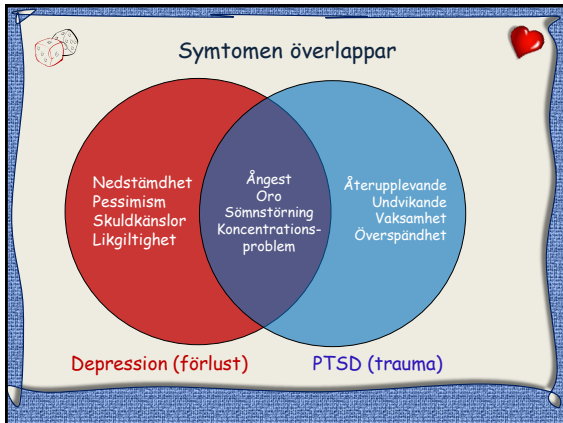 Symtomen överlappar
Nedstämdhet
Pessimism
Skuldkänslor
Likgiltighet
Ångest
Oro
Sömnstörning
Koncentrations-
problem
Återupplevande
Undvikande
Vaksamhet
Överspändhet
Depression (förlust)
PTSD (trauma)